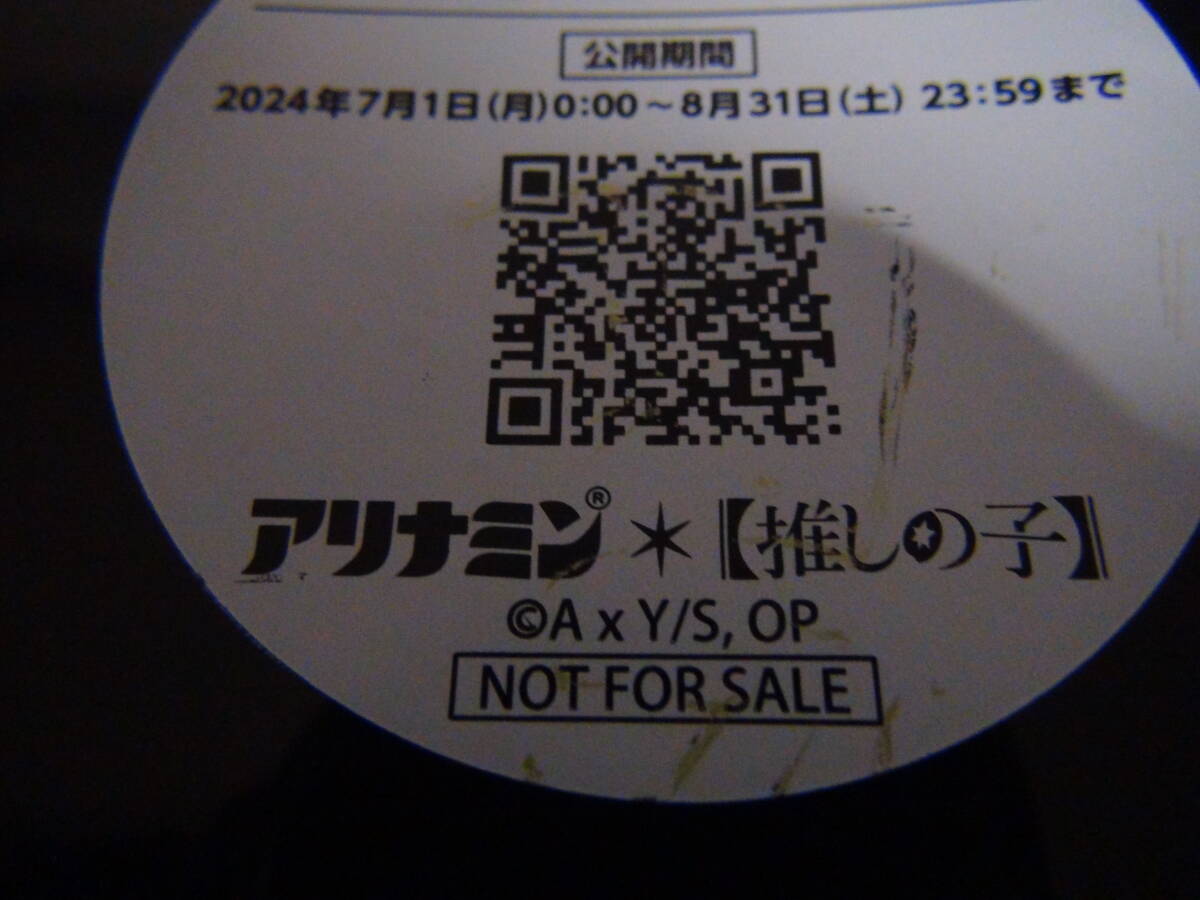 公開期間
2024年7月1日(月)0:00～8月31日(土) 23:59まで
アリナミン®＊【推しの子】
©A x Y/S, OP
NOT FOR SALE